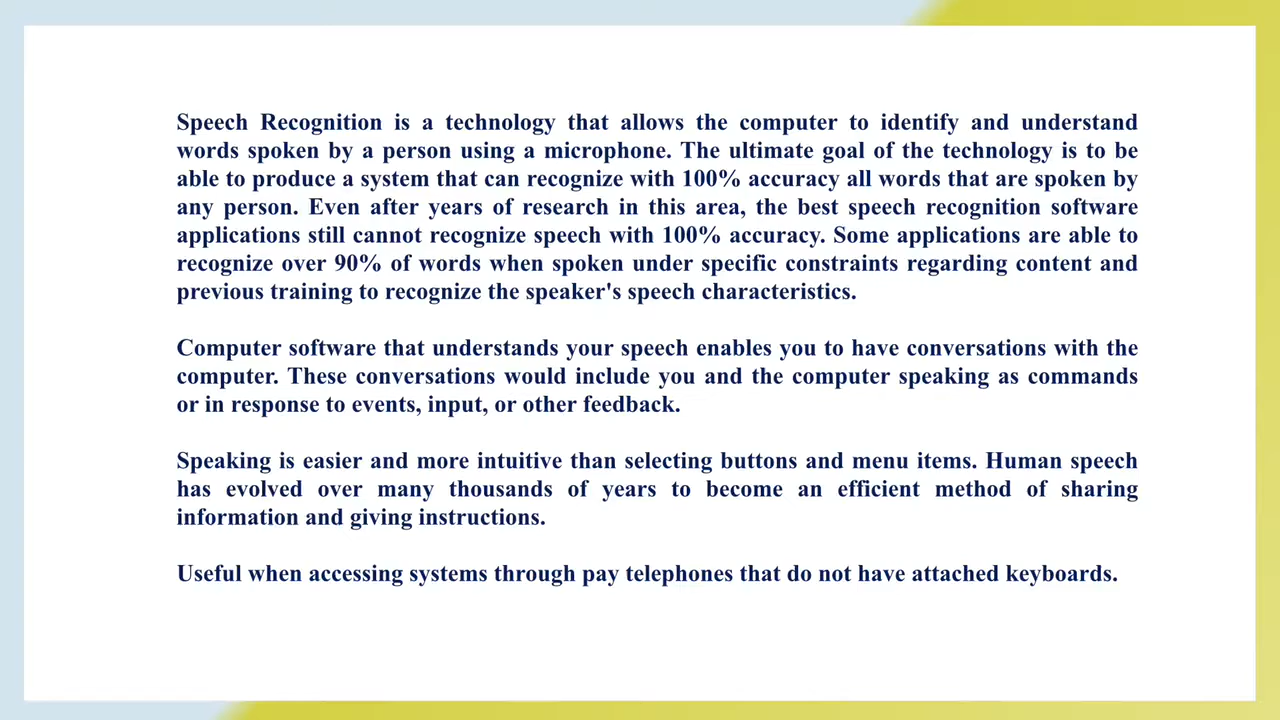 Speech Recognition is a technology that allows the computer to identify and understand
words spoken by a person using a microphone. The ultimate goal of the technology is to be
able to produce a system that can recognize with 100% accuracy all words that are spoken by
any person. Even after years of research in this area, the best speech recognition software
applications still cannot recognize speech with 100% accuracy. Some applications are able to
recognize over 90% of words when spoken under specific constraints regarding content and
previous training to recognize the speaker's speech characteristics.
Computer software that understands your speech enables you to have conversations with the
computer. These conversations would include you and the computer speaking as commands
or in response to events, input, or other feedback.
Speaking is easier and more intuitive than selecting buttons and menu items. Human speech
has evolved over many thousands of years to become an efficient method of sharing
information and giving instructions.
Useful when accessing systems through pay telephones that do not have attached keyboards.